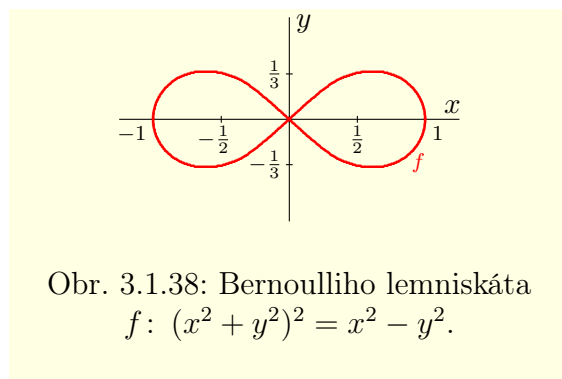 y
1/3
x
−1 −1/2 1/2 1
−1/3 f
Obr. 3.1.38: Bernoulliho lemniskáta
f : (x² + y²)² = x² − y².